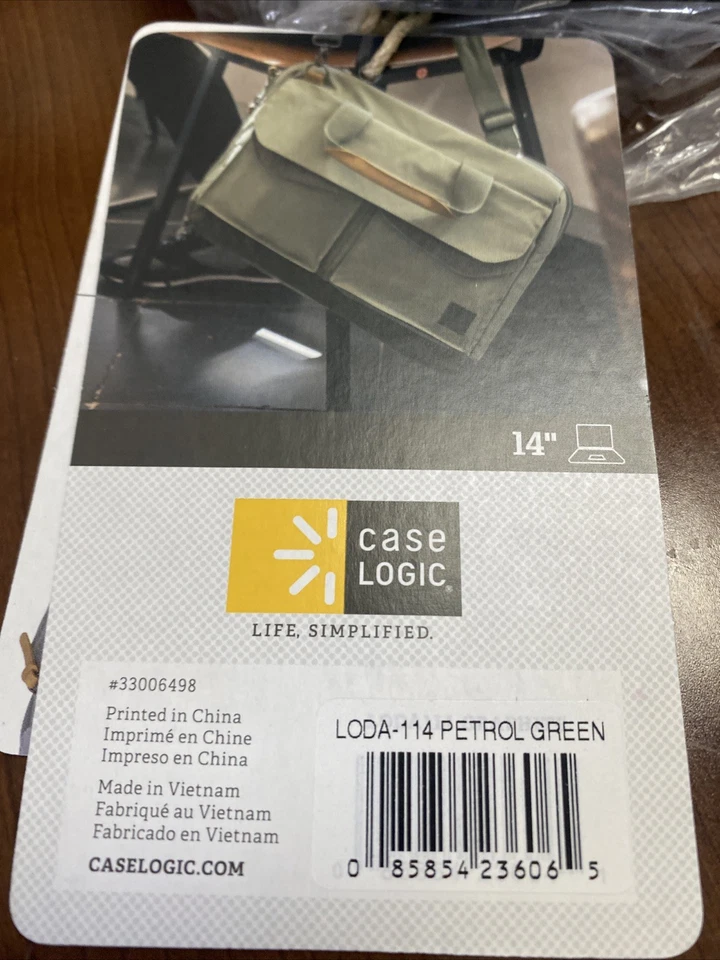 14"
case
LOGIC®
LIFE, SIMPLIFIED.
#33006498
Printed in China
Imprimé en Chine
Impreso en China
Made in Vietnam
Fabriqué au Vietnam
Fabricado en Vietnam
CASELOGIC.COM
LODA-114 PETROL GREEN
0 85854 23606 5